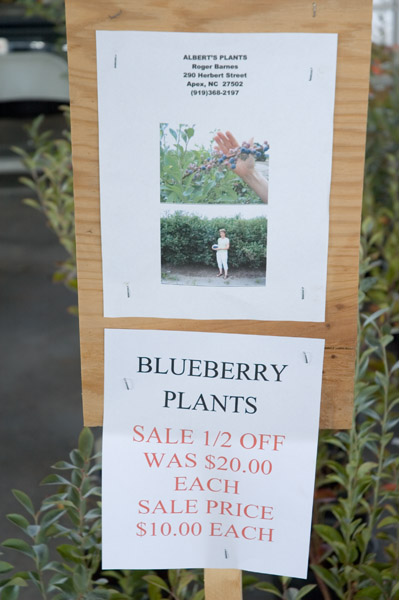 ALBERT'S PLANTS
Roger Barnes
290 Herbert Street
Apex, NC 27502
(919)368-2197
BLUEBERRY
PLANTS
SALE 1/2 OFF
WAS $20.00
EACH
SALE PRICE
$10.00 EACH